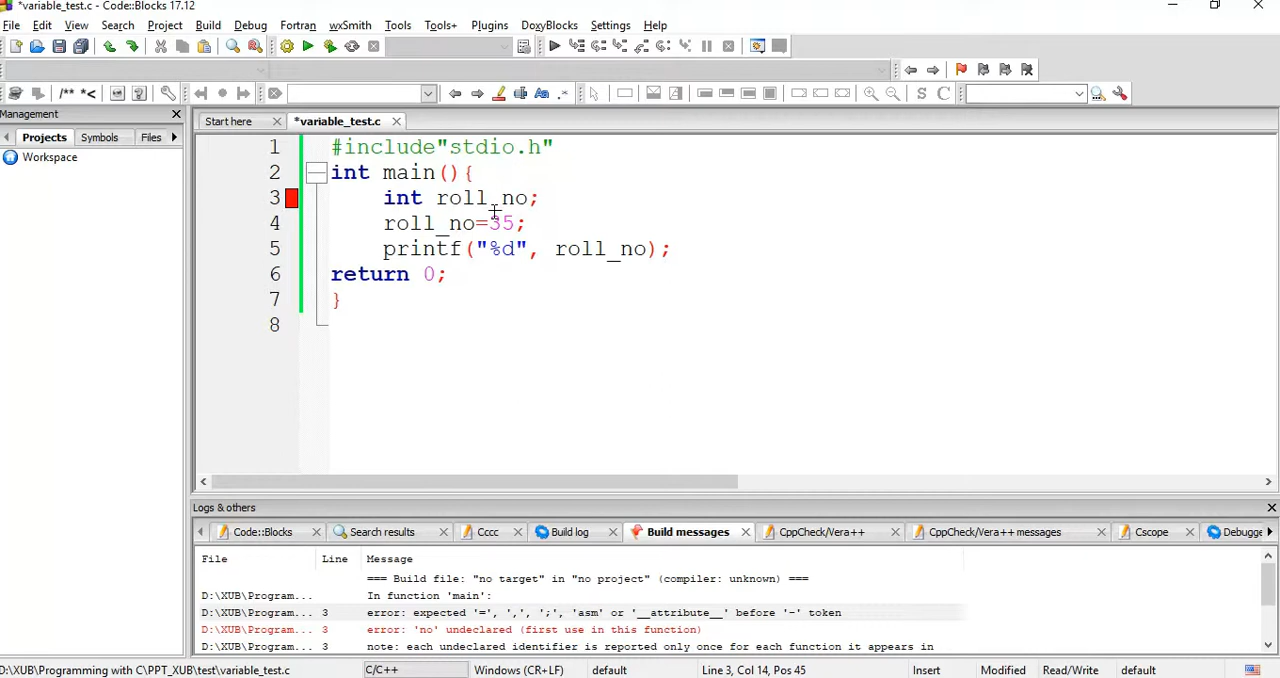 *variable_test.c - Code::Blocks 17.12
File Edit View Search Project Build Debug Fortran wxSmith Tools Tools+ Plugins DoxyBlocks Settings Help
/** *<
S C
Management
Start here *variable_test.c
Projects Symbols Files
Workspace
1 #include"stdio.h"
2 int main(){
3 int roll_no;
4 roll_no=35;
5 printf("%d", roll_no);
6 return 0;
7 }
8
Logs & others
Code::Blocks Search results Cccc Build log Build messages CppCheck/Vera++ CppCheck/Vera++ messages Cscope Debugge
File Line Message
=== Build file: "no target" in "no project" (compiler: unknown) ===
D:\XUB\Program... In function 'main':
D:\XUB\Program... 3 error: expected '=', ',', ';', 'asm' or '__attribute__' before '-' token
D:\XUB\Program... 3 error: 'no' undeclared (first use in this function)
D:\XUB\Program... 3 note: each undeclared identifier is reported only once for each function it appears in
D:\XUB\Programming with C\PPT_XUB\test\variable_test.c C/C++ Windows (CR+LF) default Line 3, Col 14, Pos 45 Insert Modified Read/Write default